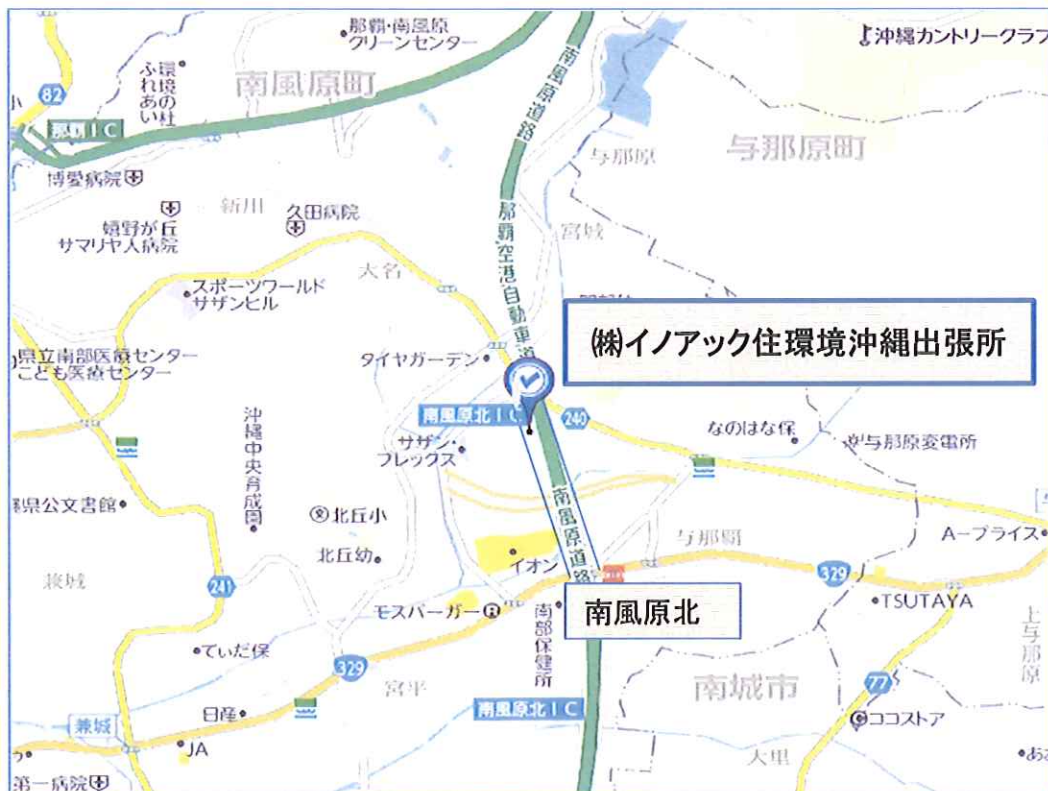 那覇・南風原
クリーンセンター
沖縄カントリークラブ
環境の杜
ふれあい
南風原町
南風原道路
82
那覇IC
与那原
与那原町
博愛病院
新川
久田病院
嬉野が丘
サマリヤ人病院
宮城
大名
那覇空港自動車道
スポーツワールド
サザンヒル
㈱イノアック住環境沖縄出張所
県立南部医療センター
こども医療センター
タイヤガーデン
南風原北IC
240
沖縄中央育成園
サザン・
フレックス
なのはな保
与那原変電所
県公文書館
北丘小
南風原道路
北丘幼
イオン
与那覇
A-プライス
兼城
241
329
モスバーガー
南部保健所
南風原北
TSUTAYA
上与那原
てぃだ保
329
宮平
南城市
77
兼城
日産
南風原北IC
ココストア
JA
大里
第一病院